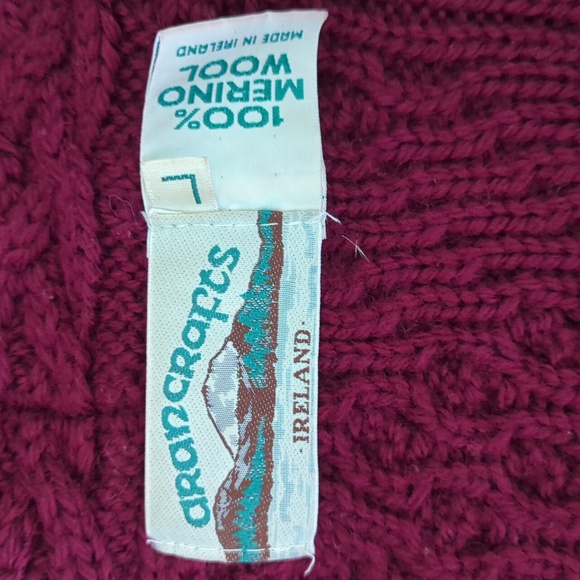 arancrafts
· IRELAND ·
L
100%
MERINO
WOOL
MADE IN IRELAND